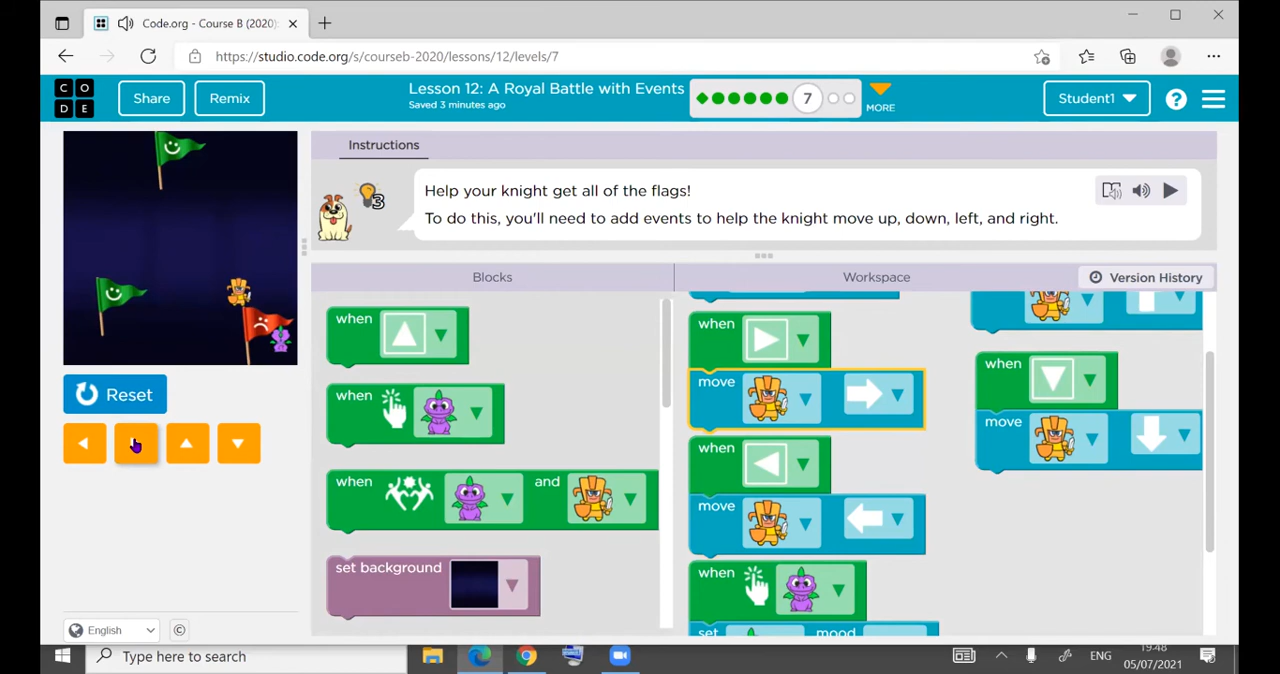 Code.org - Course B (2020):
https://studio.code.org/s/courseb-2020/lessons/12/levels/7
C O
D E
Share
Remix
Lesson 12: A Royal Battle with Events
Saved 3 minutes ago
7
MORE
Student1
?
Instructions
3
Help your knight get all of the flags!
To do this, you'll need to add events to help the knight move up, down, left, and right.
Blocks
Workspace
Version History
when
when
when and
set background
when
move
when
move
when
set mood
when
move
Reset
English
©
Type here to search
ENG
19:48
05/07/2021